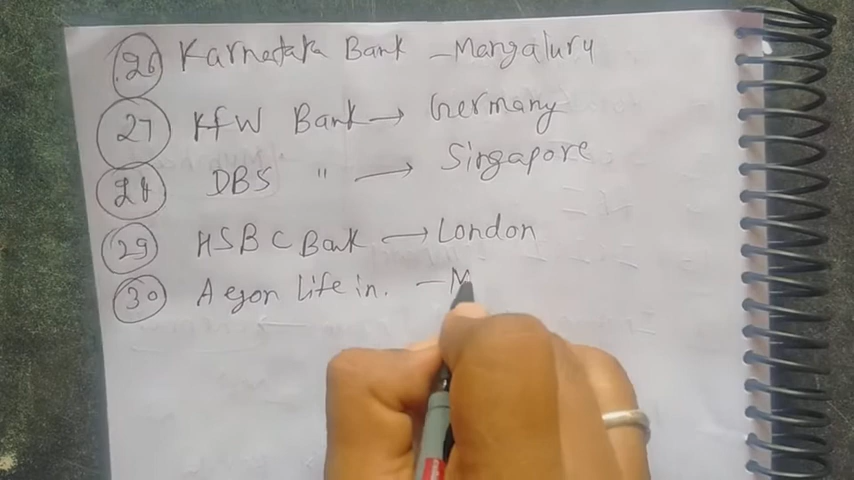 26 Karnataka Bank - Mangaluru
27 KfW Bank → Germany
28 DBS " → Singapore
29 HSBC Bank → London
30 Aegon Life in. - M